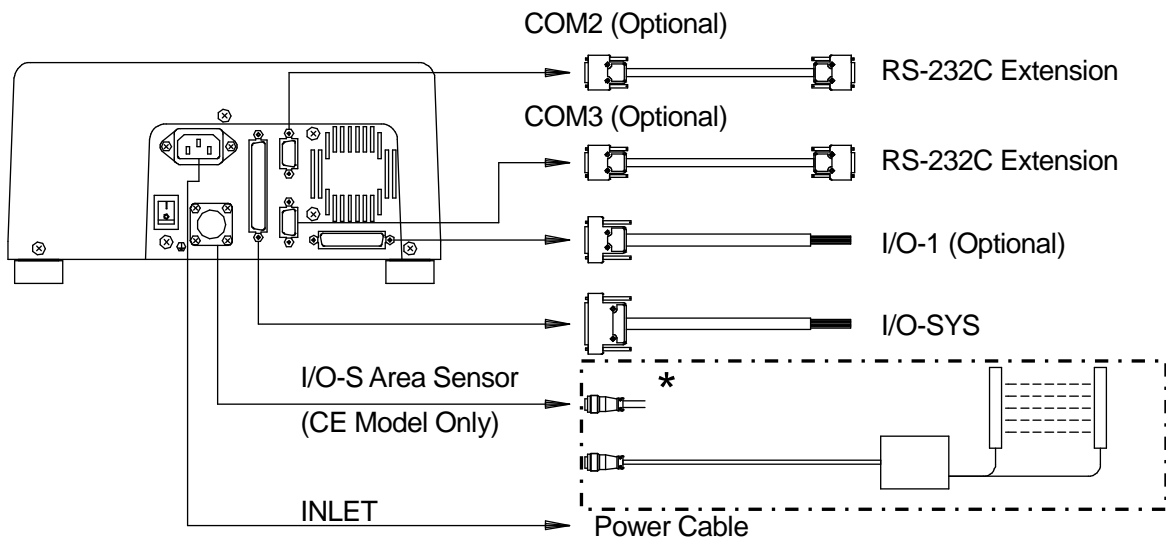 COM2 (Optional)
RS-232C Extension
COM3 (Optional)
RS-232C Extension
I/O-1 (Optional)
I/O-SYS
I/O-S Area Sensor
(CE Model Only)
*
INLET
Power Cable